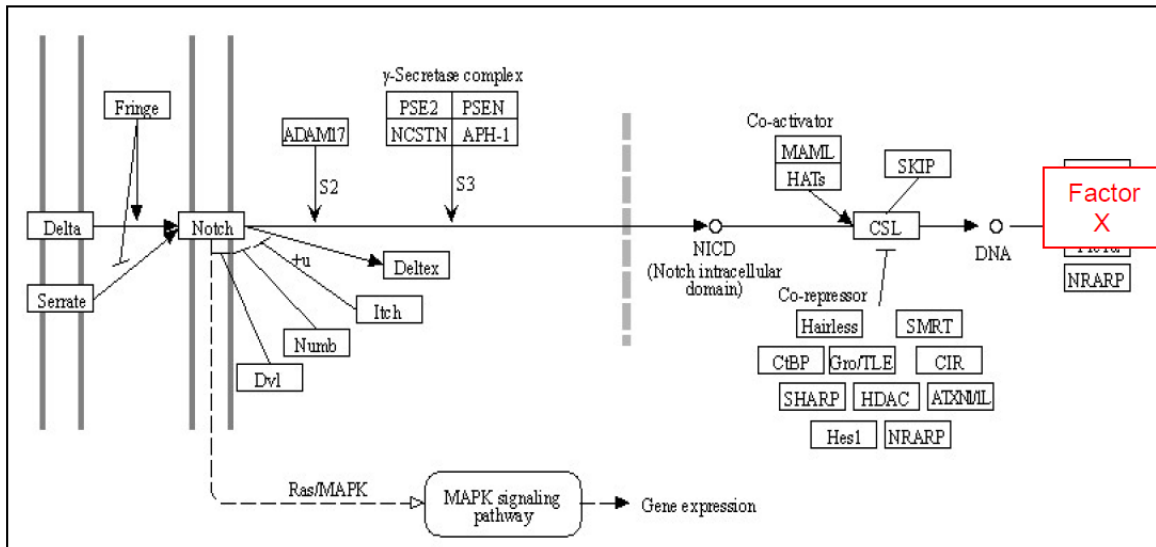 γ-Secretase complex
Fringe
PSE2 PSEN
NCSTN APH-1
ADAM17
S2
S3
Co-activator
MAML
HATs
SKIP
Factor
X
Delta
Notch
NICD
(Notch intracellular
domain)
CSL
DNA
NRARP
Serrate
+u
Deltex
Itch
Numb
Dvl
Co-repressor
Hairless
SMRT
CtBP
Gro/TLE
CIR
SHARP
HDAC
Hes1
NRARP
Ras/MAPK
MAPK signaling
pathway
Gene expression